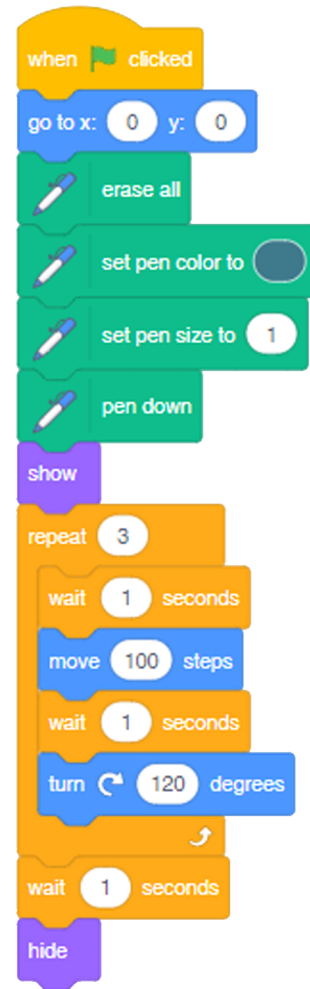 when clicked
go to x: 0 y: 0
erase all
set pen color to
set pen size to 1
pen down
show
repeat 3
wait 1 seconds
move 100 steps
wait 1 seconds
turn 120 degrees
wait 1 seconds
hide